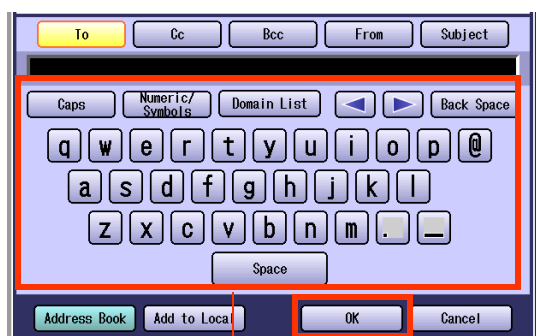 To Cc Bcc From Subject
Caps Numeric/
Symbols Domain List Back Space
q w e r t y u i o p @
a s d f g h j k l
z x c v b n m . _
Space
Address Book Add to Local OK Cancel